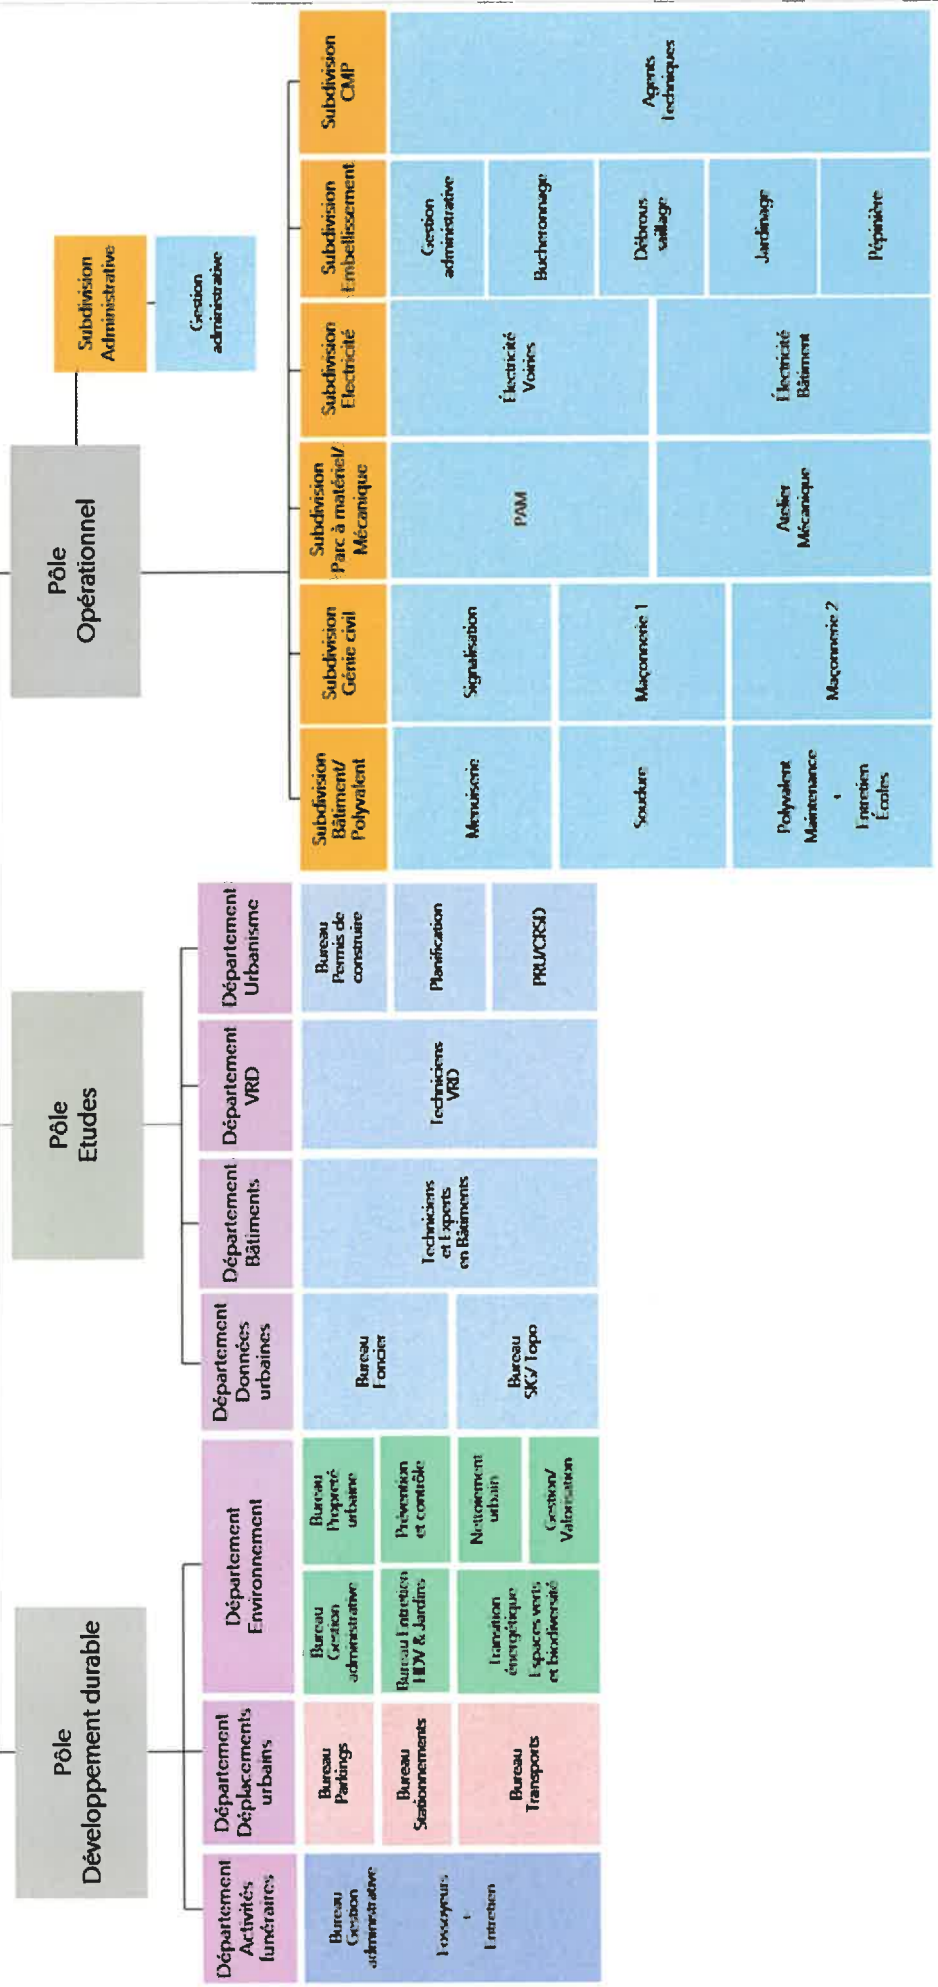 Pôle
Développement durable
Département
Activités
funéraires
Bureau
Gestion
administrative
Fossoyeurs
+
Entretien
Département
Déplacements
urbains
Bureau
Parkings
Bureau
Stationnements
Bureau
Transports
Département
Environnement
Bureau
Gestion
administrative
Bureau Entretien
HDV & Jardins
Transition
énergétique
Espaces verts
et biodiversité
Bureau
Propreté
urbaine
Prévention
et contrôle
Nettoiement
urbain
Gestion/
Valorisation
Pôle
Etudes
Département
Données
urbaines
Bureau
Foncier
Bureau
SIG/Topo
Département
Bâtiments
Techniciens
et Experts
en Bâtiments
Département
VRD
Techniciens
VRD
Département
Urbanisme
Bureau
Permis de
construire
Planification
PRU/CRSD
Pôle
Opérationnel
Subdivision
Administrative
Gestion
administrative
Subdivision
Bâtiment/
Polyvalent
Menuiserie
Soudure
Polyvalent
Maintenance
+
Entretien
Écoles
Subdivision
Génie civil
Signalisation
Maçonnerie 1
Maçonnerie 2
Subdivision
Parc à matériel/
Mécanique
PAM
Atelier
Mécanique
Subdivision
Electricité
Électricité
Voiries
Électricité
Bâtiment
Subdivision
Embellissement
Gestion
administrative
Bucheronnage
Débrous
saillage
Jardinage
Pépinière
Subdivision
CMP
Agents
Techniques